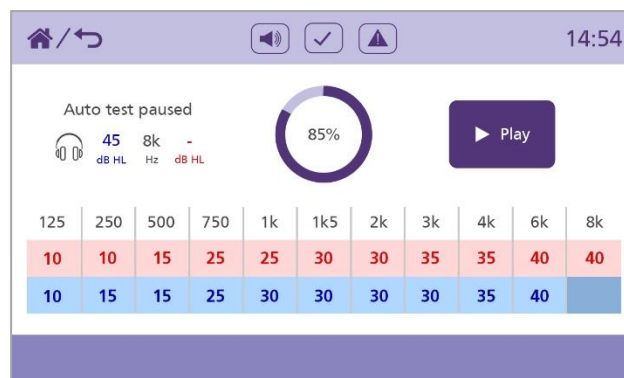 /
14:54
Auto test paused
45 8k -
dB HL Hz dB HL
85%
Play
125 250 500 750 1k 1k5 2k 3k 4k 6k 8k
10 10 15 25 25 30 30 35 35 40 40
10 15 15 25 30 30 30 30 35 40